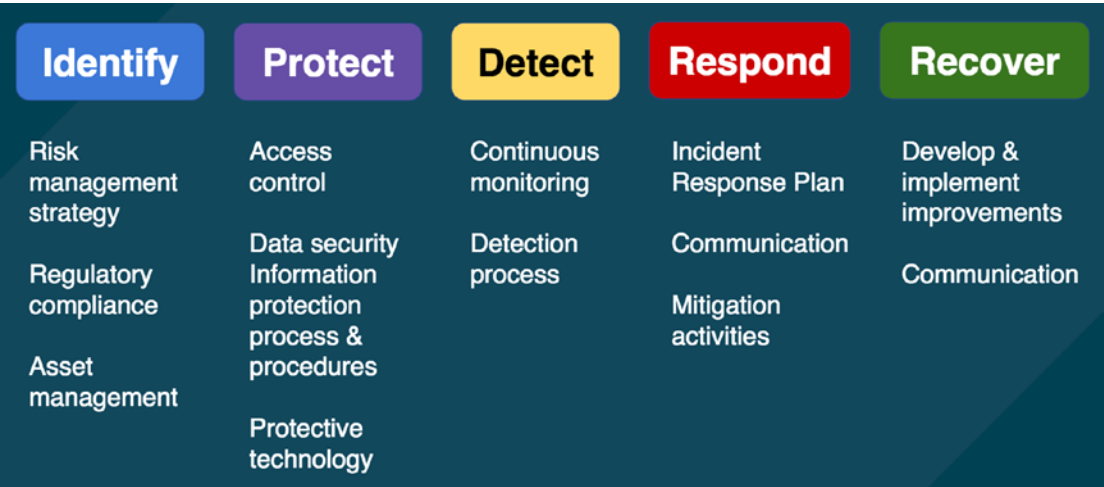 Identify
Protect
Detect
Respond
Recover
Risk
management
strategy
Regulatory
compliance
Asset
management
Access
control
Data security
Information
protection
process &
procedures
Protective
technology
Continuous
monitoring
Detection
process
Incident
Response Plan
Communication
Mitigation
activities
Develop &
implement
improvements
Communication